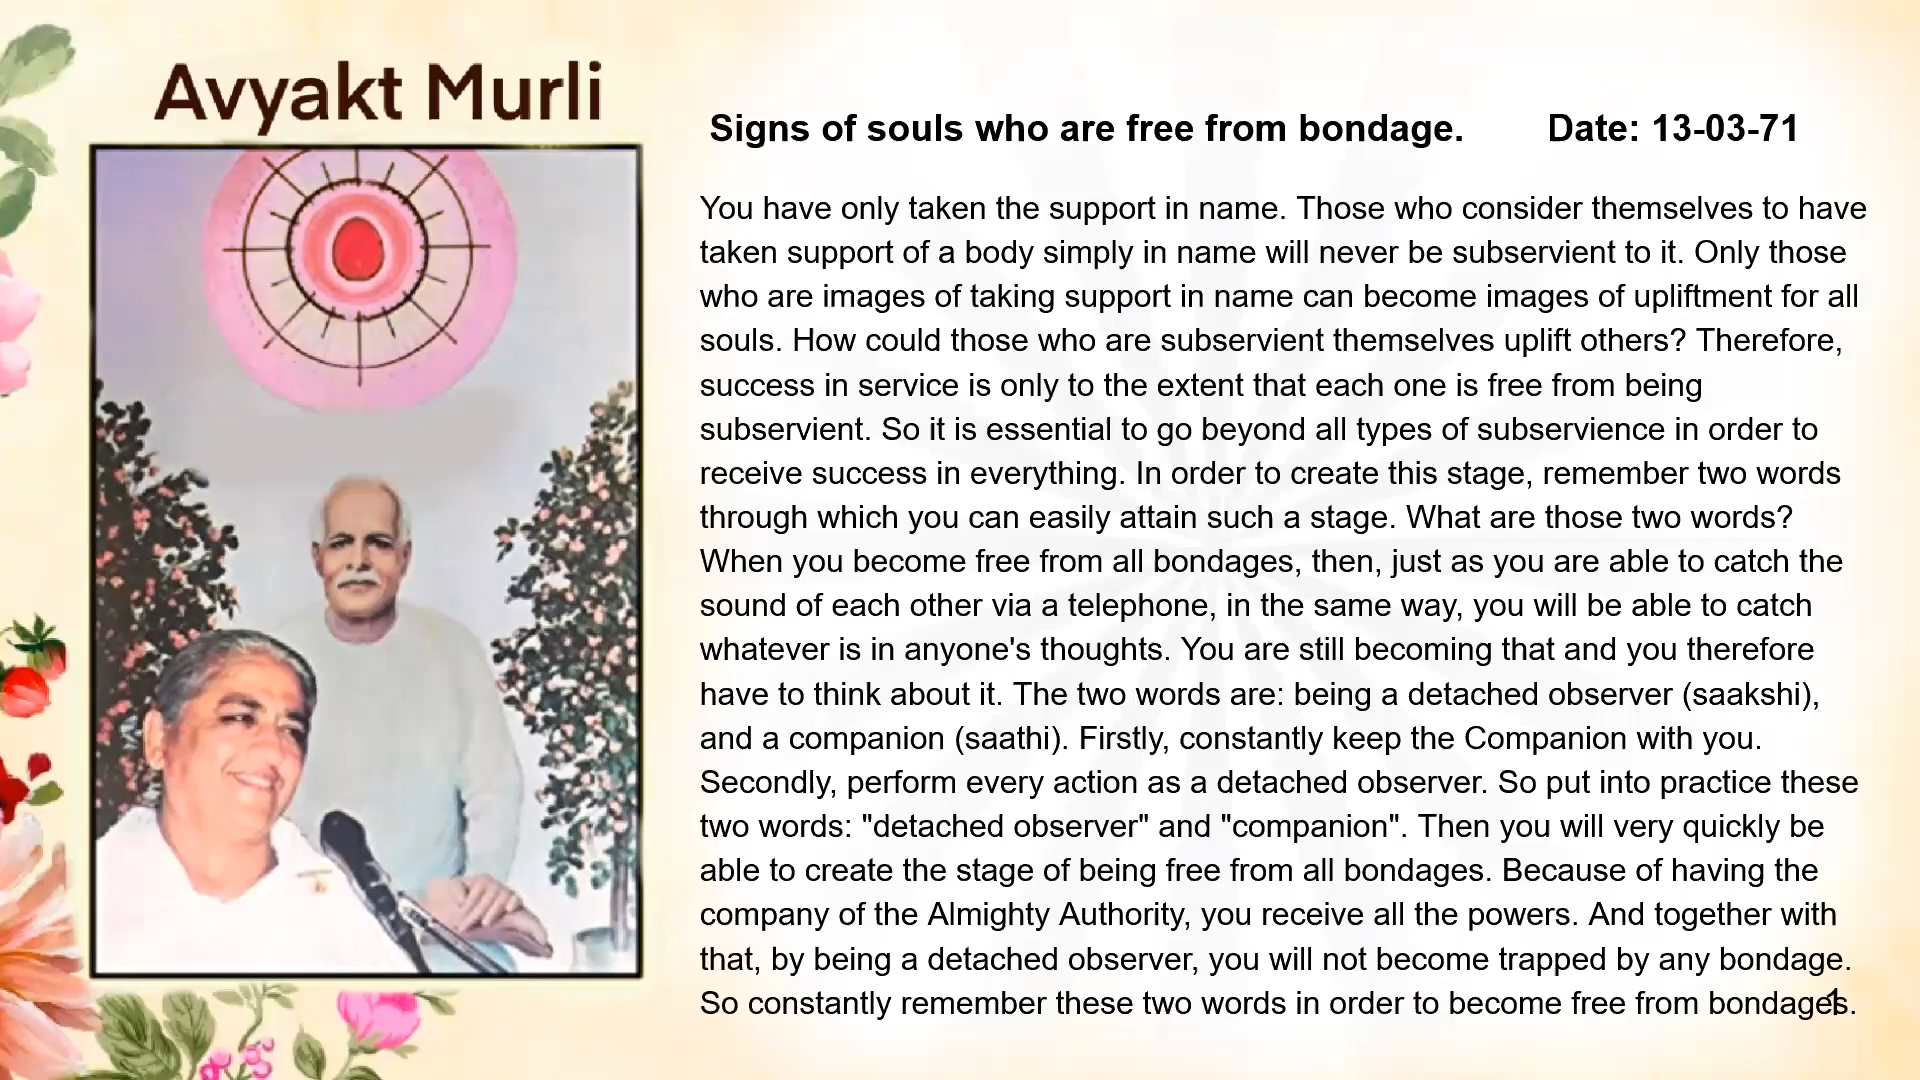 Avyakt Murli
Signs of souls who are free from bondage. Date: 13-03-71
You have only taken the support in name. Those who consider themselves to have
taken support of a body simply in name will never be subservient to it. Only those
who are images of taking support in name can become images of upliftment for all
souls. How could those who are subservient themselves uplift others? Therefore,
success in service is only to the extent that each one is free from being
subservient. So it is essential to go beyond all types of subservience in order to
receive success in everything. In order to create this stage, remember two words
through which you can easily attain such a stage. What are those two words?
When you become free from all bondages, then, just as you are able to catch the
sound of each other via a telephone, in the same way, you will be able to catch
whatever is in anyone's thoughts. You are still becoming that and you therefore
have to think about it. The two words are: being a detached observer (saakshi),
and a companion (saathi). Firstly, constantly keep the Companion with you.
Secondly, perform every action as a detached observer. So put into practice these
two words: "detached observer" and "companion". Then you will very quickly be
able to create the stage of being free from all bondages. Because of having the
company of the Almighty Authority, you receive all the powers. And together with
that, by being a detached observer, you will not become trapped by any bondage.
So constantly remember these two words in order to become free from bondages.
1